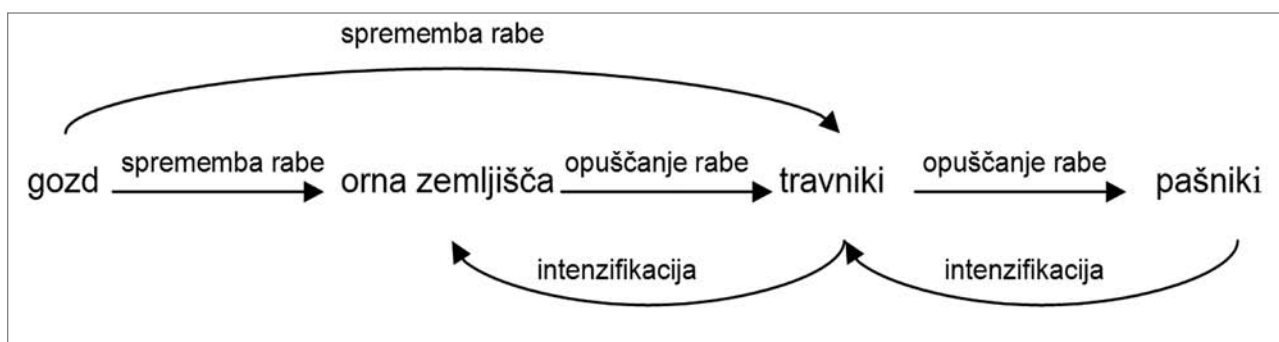 sprememba rabe
gozd sprememba rabe orna zemljišča opuščanje rabe travniki opuščanje rabe pašniki
intenzifikacija intenzifikacija